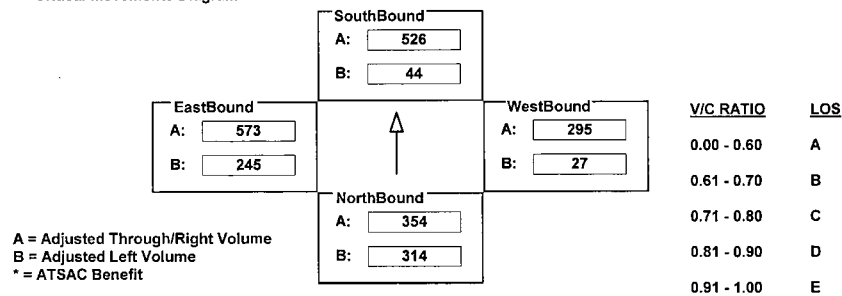 SouthBound
A: 526
B: 44
EastBound
A: 573
B: 245
WestBound
A: 295
B: 27
NorthBound
A: 354
B: 314
A = Adjusted Through/Right Volume
B = Adjusted Left Volume
* = ATSAC Benefit
V/C RATIO LOS
0.00 - 0.60 A
0.61 - 0.70 B
0.71 - 0.80 C
0.81 - 0.90 D
0.91 - 1.00 E